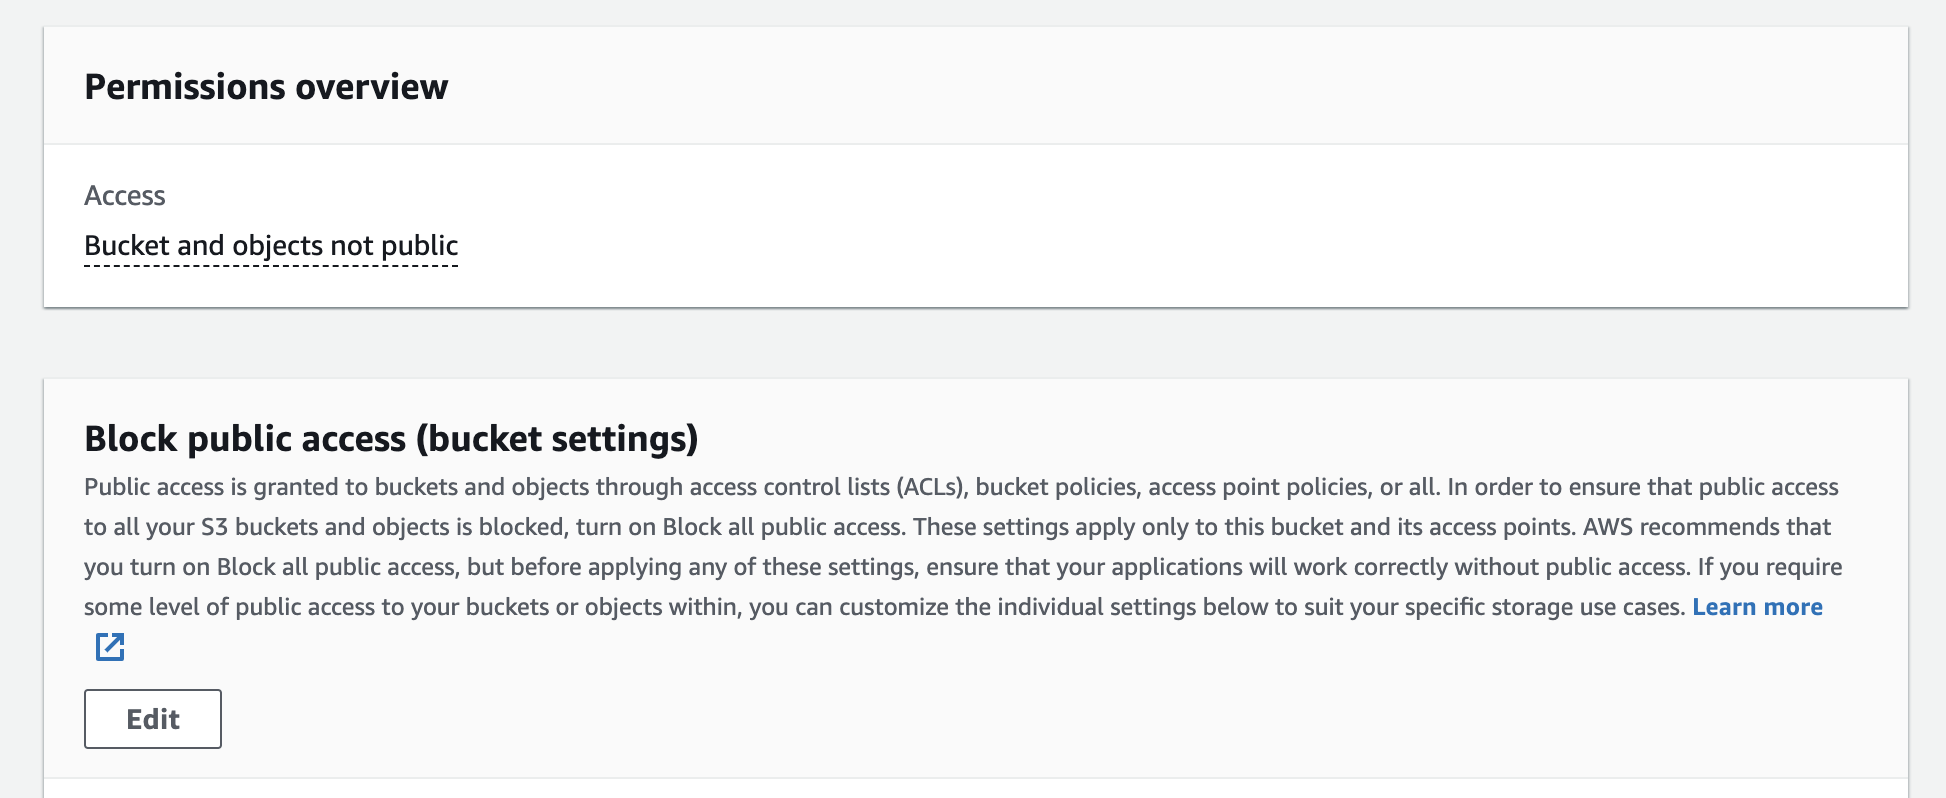 Permissions overview
Access
Bucket and objects not public
Block public access (bucket settings)
Public access is granted to buckets and objects through access control lists (ACLs), bucket policies, access point policies, or all. In order to ensure that public access
to all your S3 buckets and objects is blocked, turn on Block all public access. These settings apply only to this bucket and its access points. AWS recommends that
you turn on Block all public access, but before applying any of these settings, ensure that your applications will work correctly without public access. If you require
some level of public access to your buckets or objects within, you can customize the individual settings below to suit your specific storage use cases. Learn more
Edit